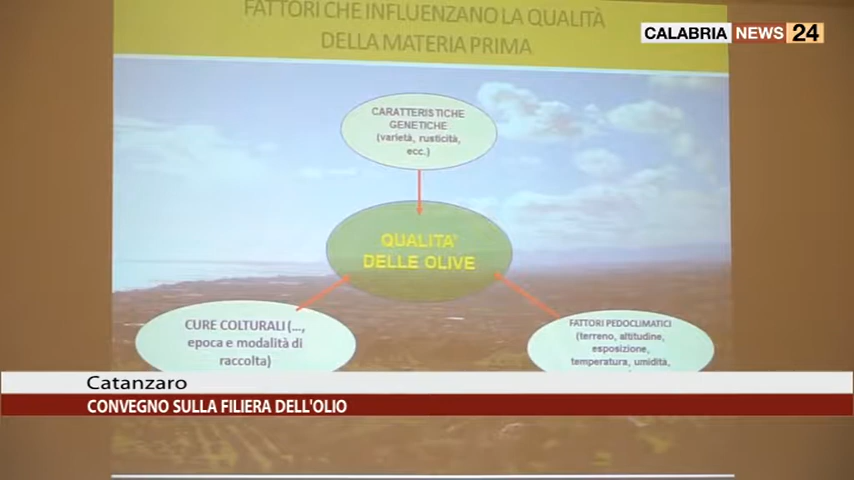 FATTORI CHE INFLUENZANO LA QUALITÀ
DELLA MATERIA PRIMA
CALABRIA NEWS 24
CARATTERISTICHE
GENETICHE
(varietà, rusticità,
ecc.)
QUALITA'
DELLE OLIVE
CURE COLTURALI (...,
epoca e modalità di
raccolta)
FATTORI PEDOCLIMATICI
(terreno, altitudine,
esposizione,
temperatura, umidità,
Catanzaro
CONVEGNO SULLA FILIERA DELL'OLIO